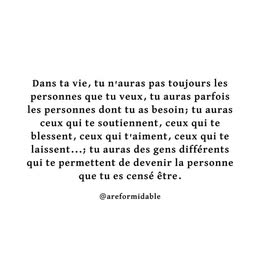 Dans ta vie, tu n'auras pas toujours les
personnes que tu veux, tu auras parfois
les personnes dont tu as besoin; tu auras
ceux qui te soutiennent, ceux qui te
blessent, ceux qui t'aiment, ceux qui te
laissent...; tu auras des gens différents
qui te permettent de devenir la personne
que tu es censé être.
@areformidable